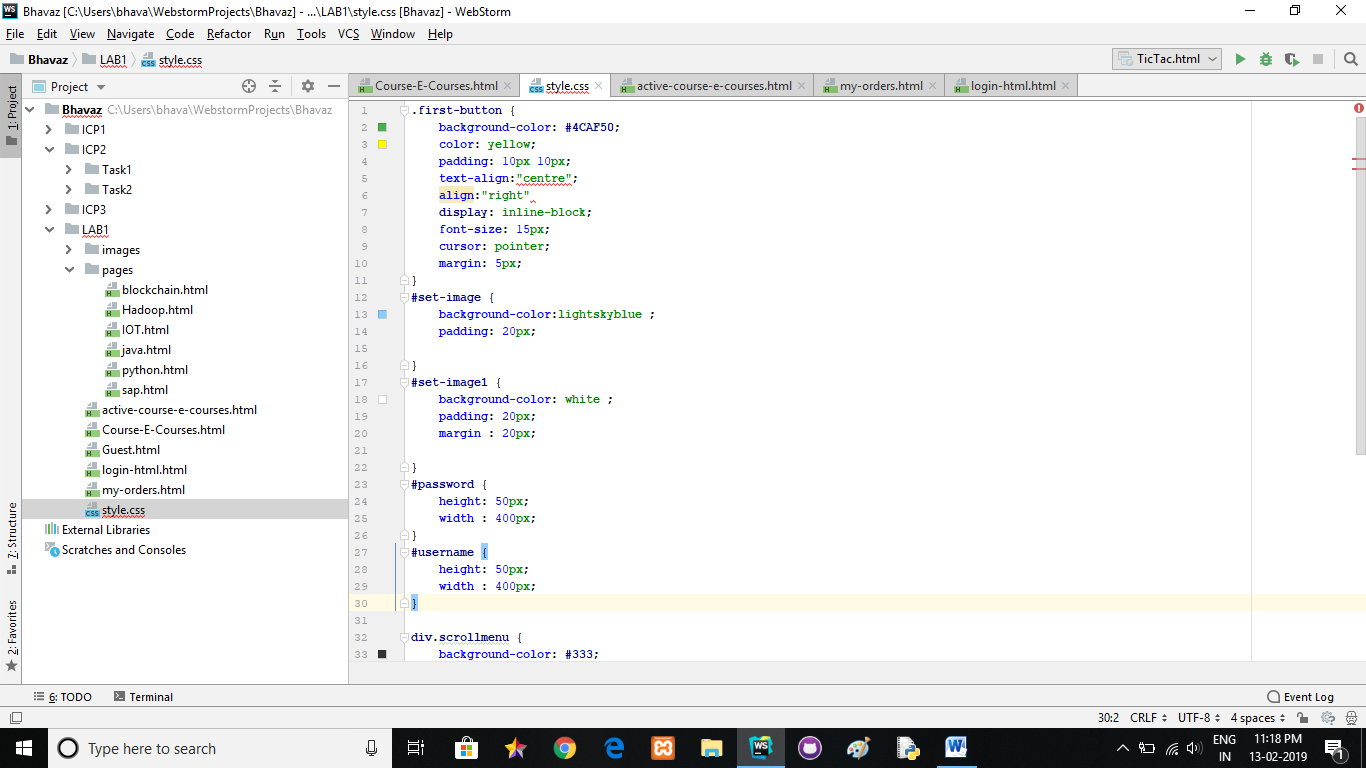 Bhavaz [C:\Users\bhava\WebstormProjects\Bhavaz] - ...\LAB1\style.css [Bhavaz] - WebStorm
File Edit View Navigate Code Refactor Run Tools VCS Window Help
Bhavaz LAB1 style.css TicTac.html
1: Project
7: Structure
2: Favorites
Project
Bhavaz C:\Users\bhava\WebstormProjects\Bhavaz
ICP1
ICP2
Task1
Task2
ICP3
LAB1
images
pages
blockchain.html
Hadoop.html
IOT.html
java.html
python.html
sap.html
active-course-e-courses.html
Course-E-Courses.html
Guest.html
login-html.html
my-orders.html
style.css
External Libraries
Scratches and Consoles
Course-E-Courses.html style.css active-course-e-courses.html my-orders.html login-html.html
1 .first-button {
2 background-color: #4CAF50;
3 color: yellow;
4 padding: 10px 10px;
5 text-align:"centre";
6 align:"right"
7 display: inline-block;
8 font-size: 15px;
9 cursor: pointer;
10 margin: 5px;
11 }
12 #set-image {
13 background-color:lightskyblue ;
14 padding: 20px;
15
16 }
17 #set-image1 {
18 background-color: white ;
19 padding: 20px;
20 margin : 20px;
21
22 }
23 #password {
24 height: 50px;
25 width : 400px;
26 }
27 #username {
28 height: 50px;
29 width : 400px;
30 }
31
32 div.scrollmenu {
33 background-color: #333;
6: TODO Terminal Event Log
30:2 CRLF UTF-8 4 spaces
Type here to search
ENG
IN
11:18 PM
13-02-2019
1